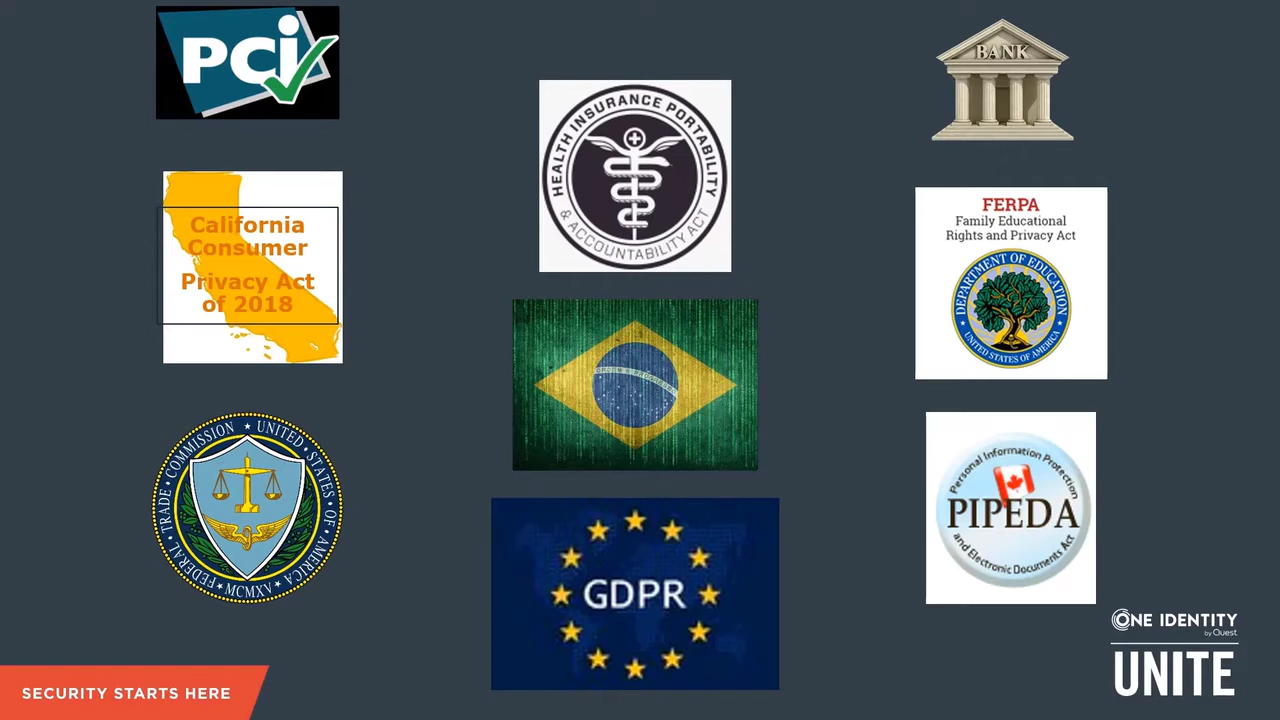 PCi
California
Consumer
Privacy Act
of 2018
FEDERAL • TRADE • COMMISSION ★ UNITED • STATES • OF • AMERICA ★ MCMXV ★
HEALTH INSURANCE PORTABILITY
& ACCOUNTABILITY ACT
GDPR
BANK
FERPA
Family Educational
Rights and Privacy Act
DEPARTMENT OF EDUCATION
UNITED STATES OF AMERICA
Personal Information Protection
PIPEDA
and Electronic Documents Act
ONE IDENTITY
by Quest
UNITE
SECURITY STARTS HERE